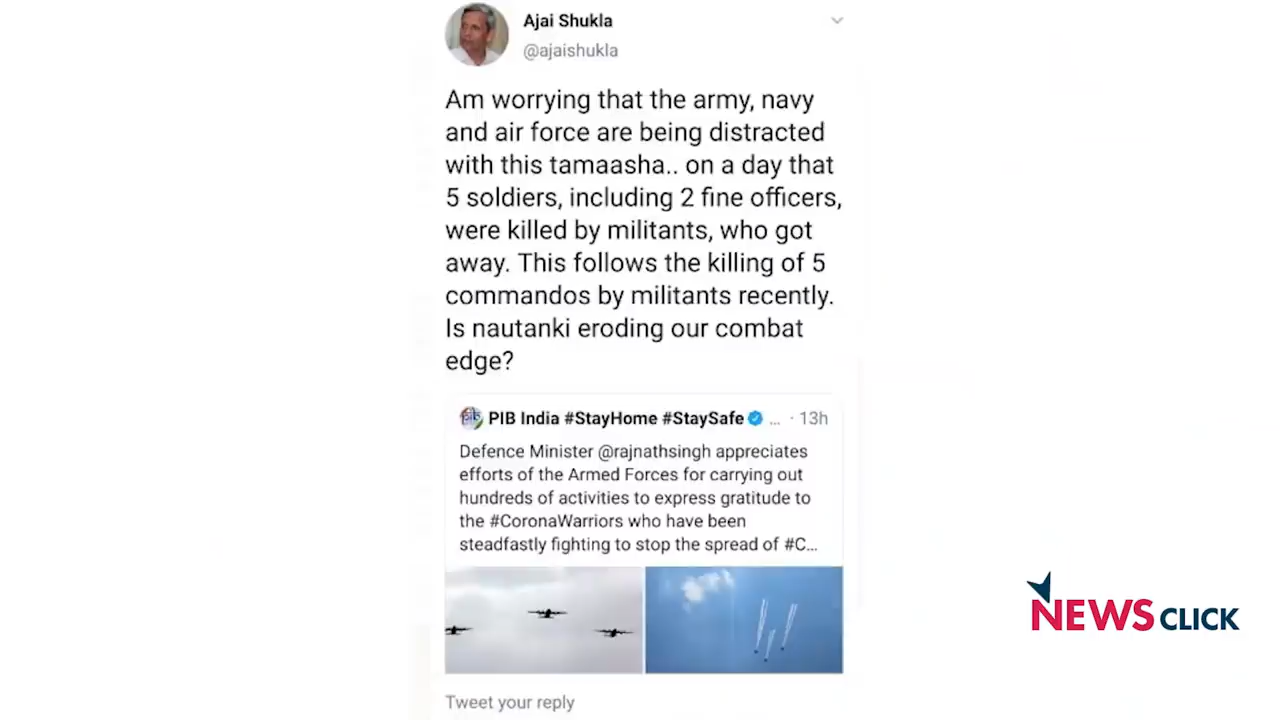 Ajai Shukla
@ajaishukla
Am worrying that the army, navy
and air force are being distracted
with this tamaasha.. on a day that
5 soldiers, including 2 fine officers,
were killed by militants, who got
away. This follows the killing of 5
commandos by militants recently.
Is nautanki eroding our combat
edge?
PIB India #StayHome #StaySafe ... · 13h
Defence Minister @rajnathsingh appreciates
efforts of the Armed Forces for carrying out
hundreds of activities to express gratitude to
the #CoronaWarriors who have been
steadfastly fighting to stop the spread of #C...
Tweet your reply
NEWSCLICK